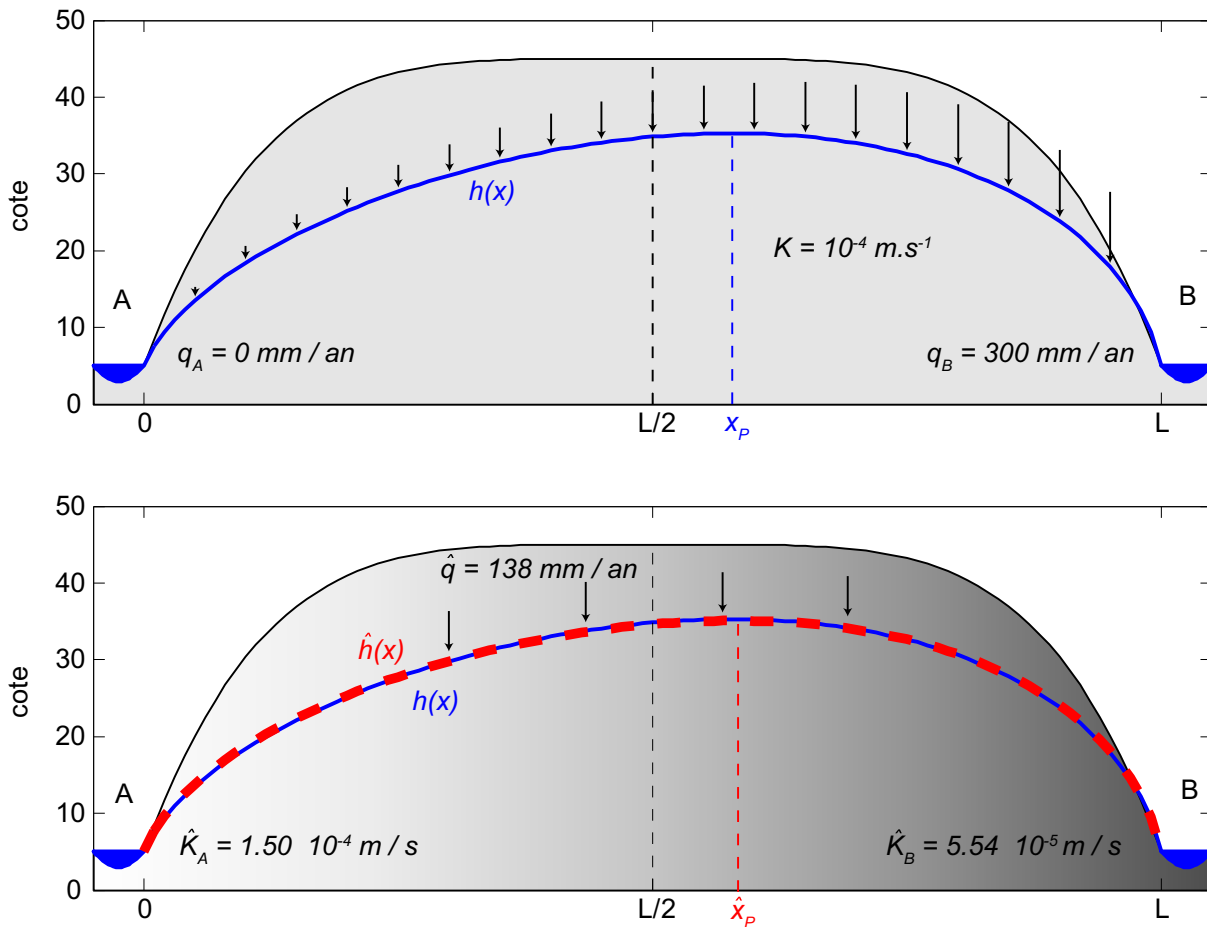 50
40
30
20
10
0
cote
A
B
h(x)
K = 10⁻⁴ m.s⁻¹
q_A = 0 mm / an
q_B = 300 mm / an
0
L/2
x_P
L
50
40
30
20
10
0
cote
q̂ = 138 mm / an
ĥ(x)
h(x)
A
B
K̂_A = 1.50 10⁻⁴ m / s
K̂_B = 5.54 10⁻⁵ m / s
0
L/2
x̂_P
L